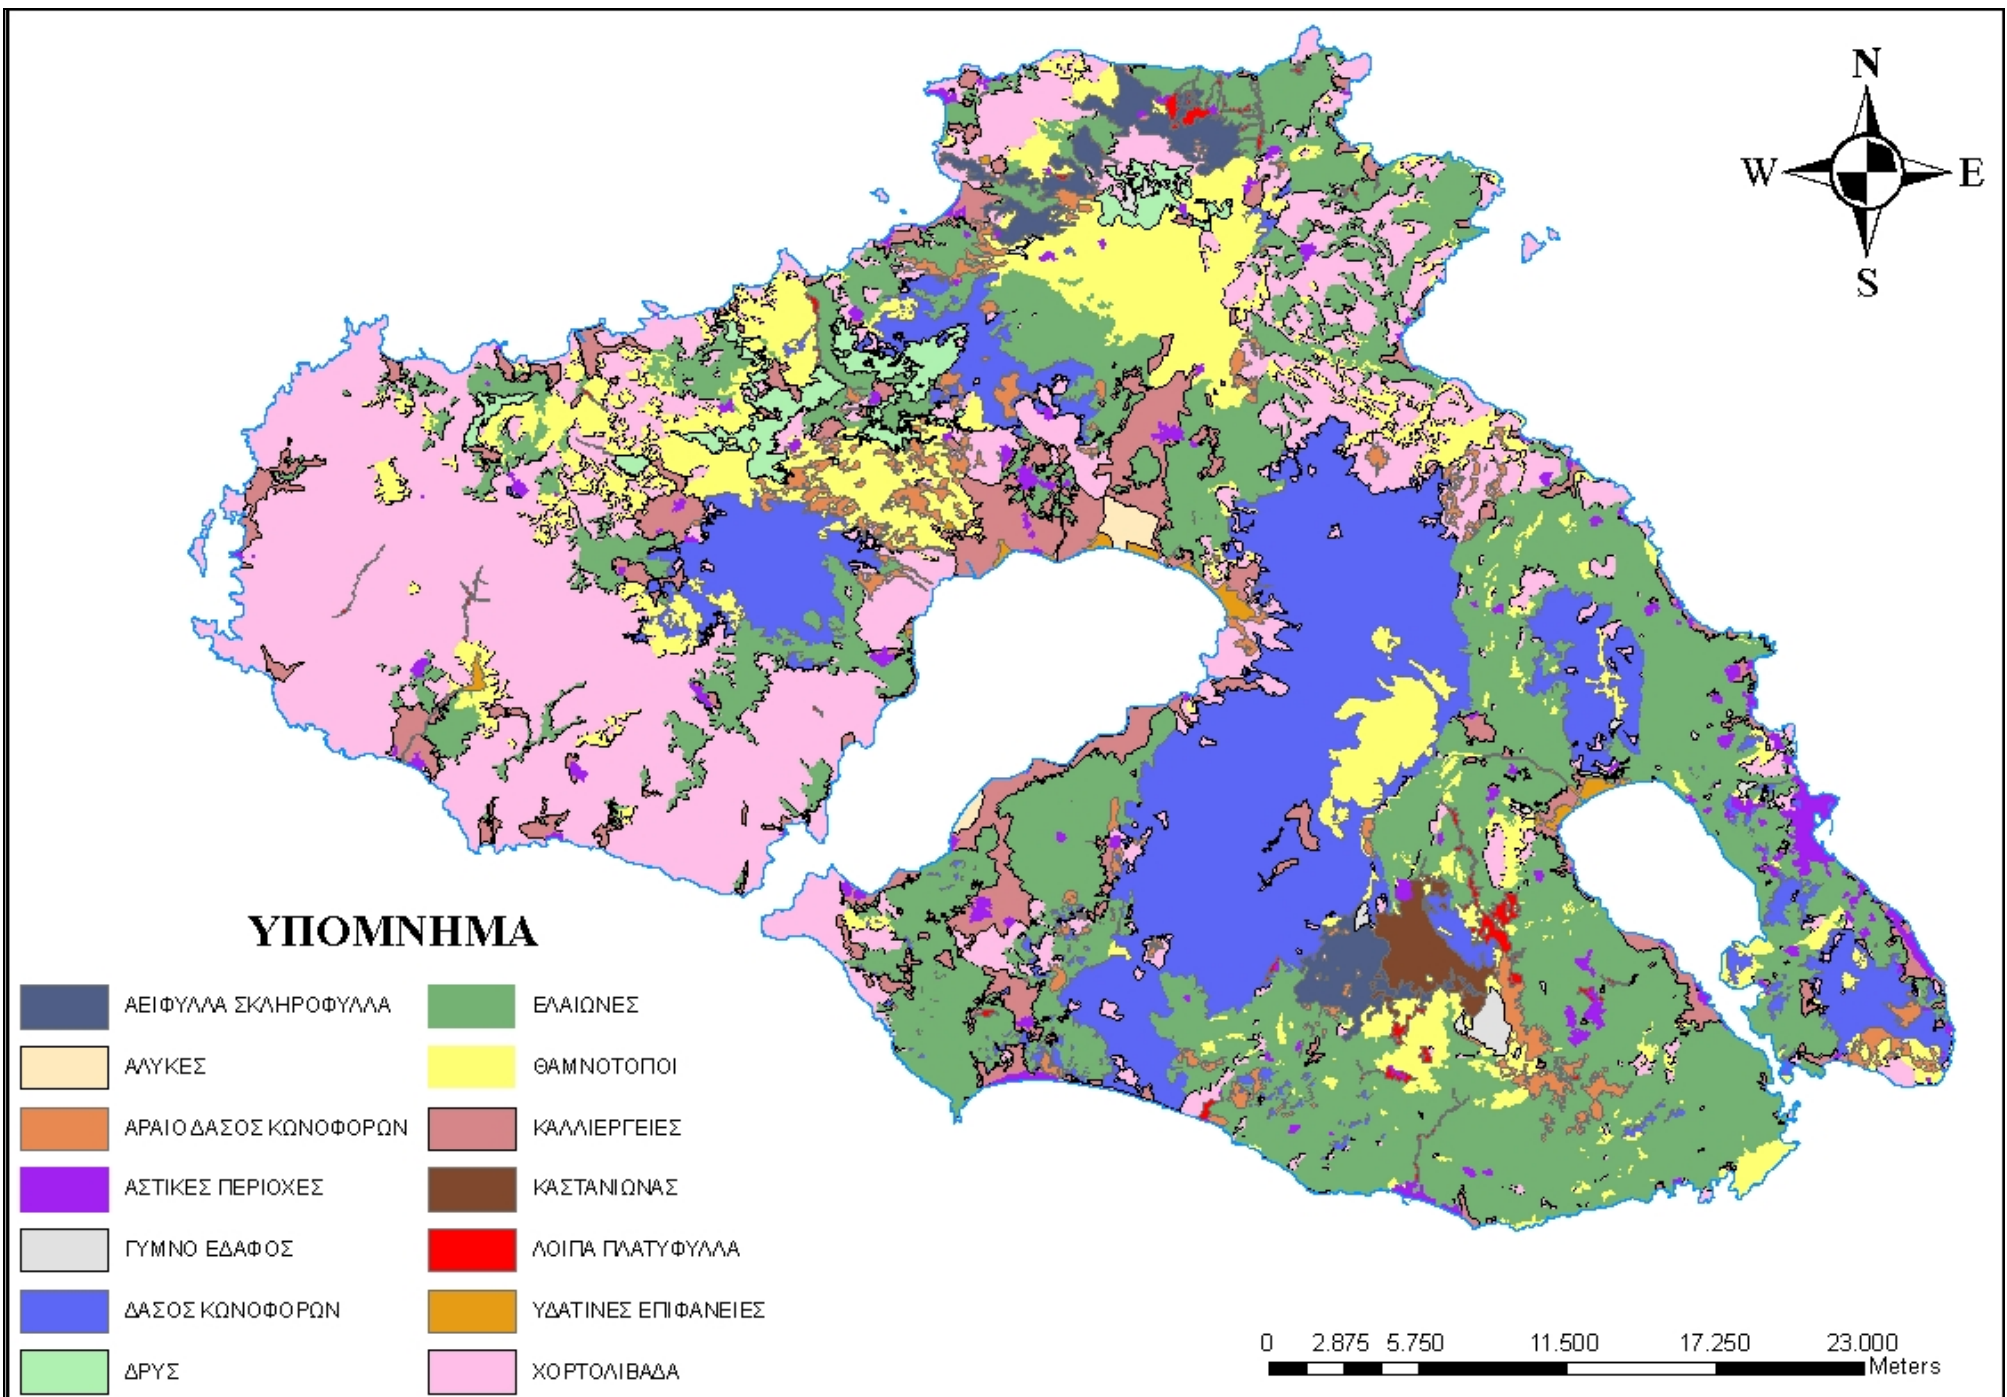 N
W E
S
ΥΠΟΜΝΗΜΑ
ΑΕΙΦΥΛΛΑ ΣΚΛΗΡΟΦΥΛΛΑ
ΑΛΥΚΕΣ
ΑΡΑΙΟ ΔΑΣΟΣ ΚΩΝΟΦΟΡΩΝ
ΑΣΤΙΚΕΣ ΠΕΡΙΟΧΕΣ
ΓΥΜΝΟ ΕΔΑΦΟΣ
ΔΑΣΟΣ ΚΩΝΟΦΟΡΩΝ
ΔΡΥΣ
ΕΛΑΙΩΝΕΣ
ΘΑΜΝΟΤΟΠΟΙ
ΚΑΛΛΙΕΡΓΕΙΕΣ
ΚΑΣΤΑΝΙΩΝΑΣ
ΛΟΙΠΑ ΠΛΑΤΥΦΥΛΛΑ
ΥΔΑΤΙΝΕΣ ΕΠΙΦΑΝΕΙΕΣ
ΧΟΡΤΟΛΙΒΑΔΑ
0 2.875 5.750 11.500 17.250 23.000
Meters